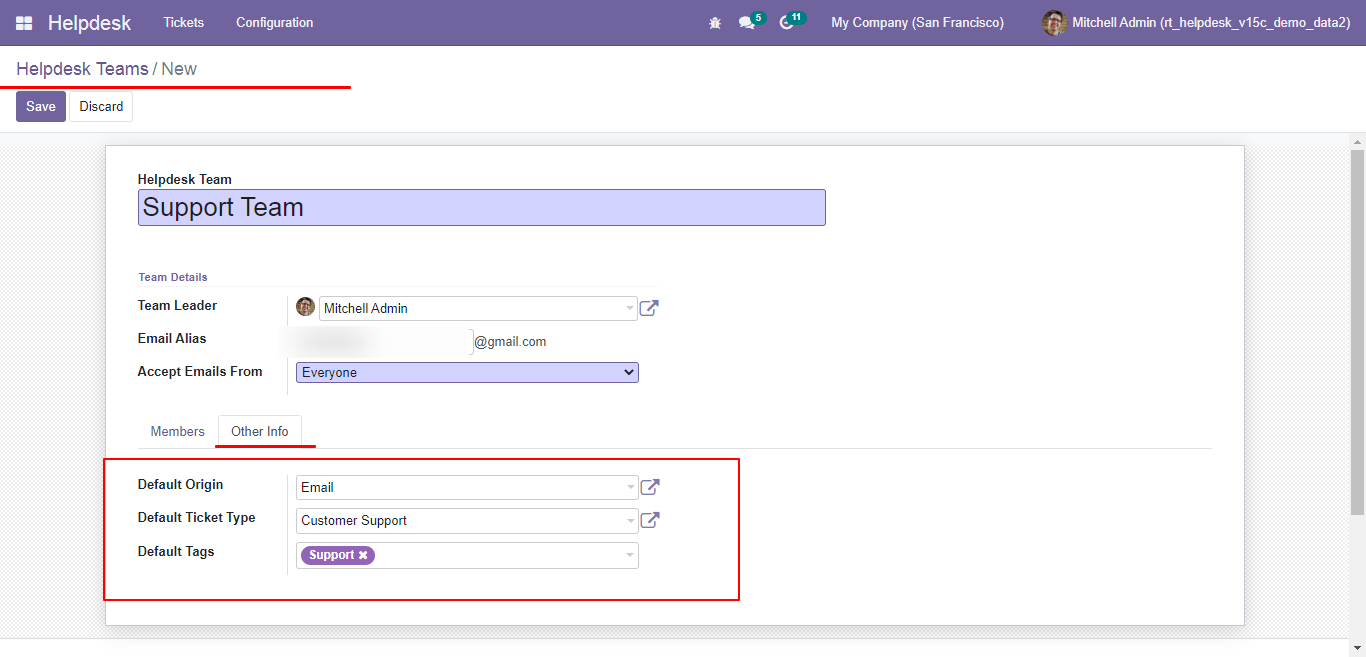 Helpdesk Tickets Configuration 5 11 My Company (San Francisco) Mitchell Admin (rt_helpdesk_v15c_demo_data2)
Helpdesk Teams / New
Save Discard
Helpdesk Team
Support Team
Team Details
Team Leader Mitchell Admin
Email Alias @gmail.com
Accept Emails From Everyone
Members Other Info
Default Origin Email
Default Ticket Type Customer Support
Default Tags Support ✖